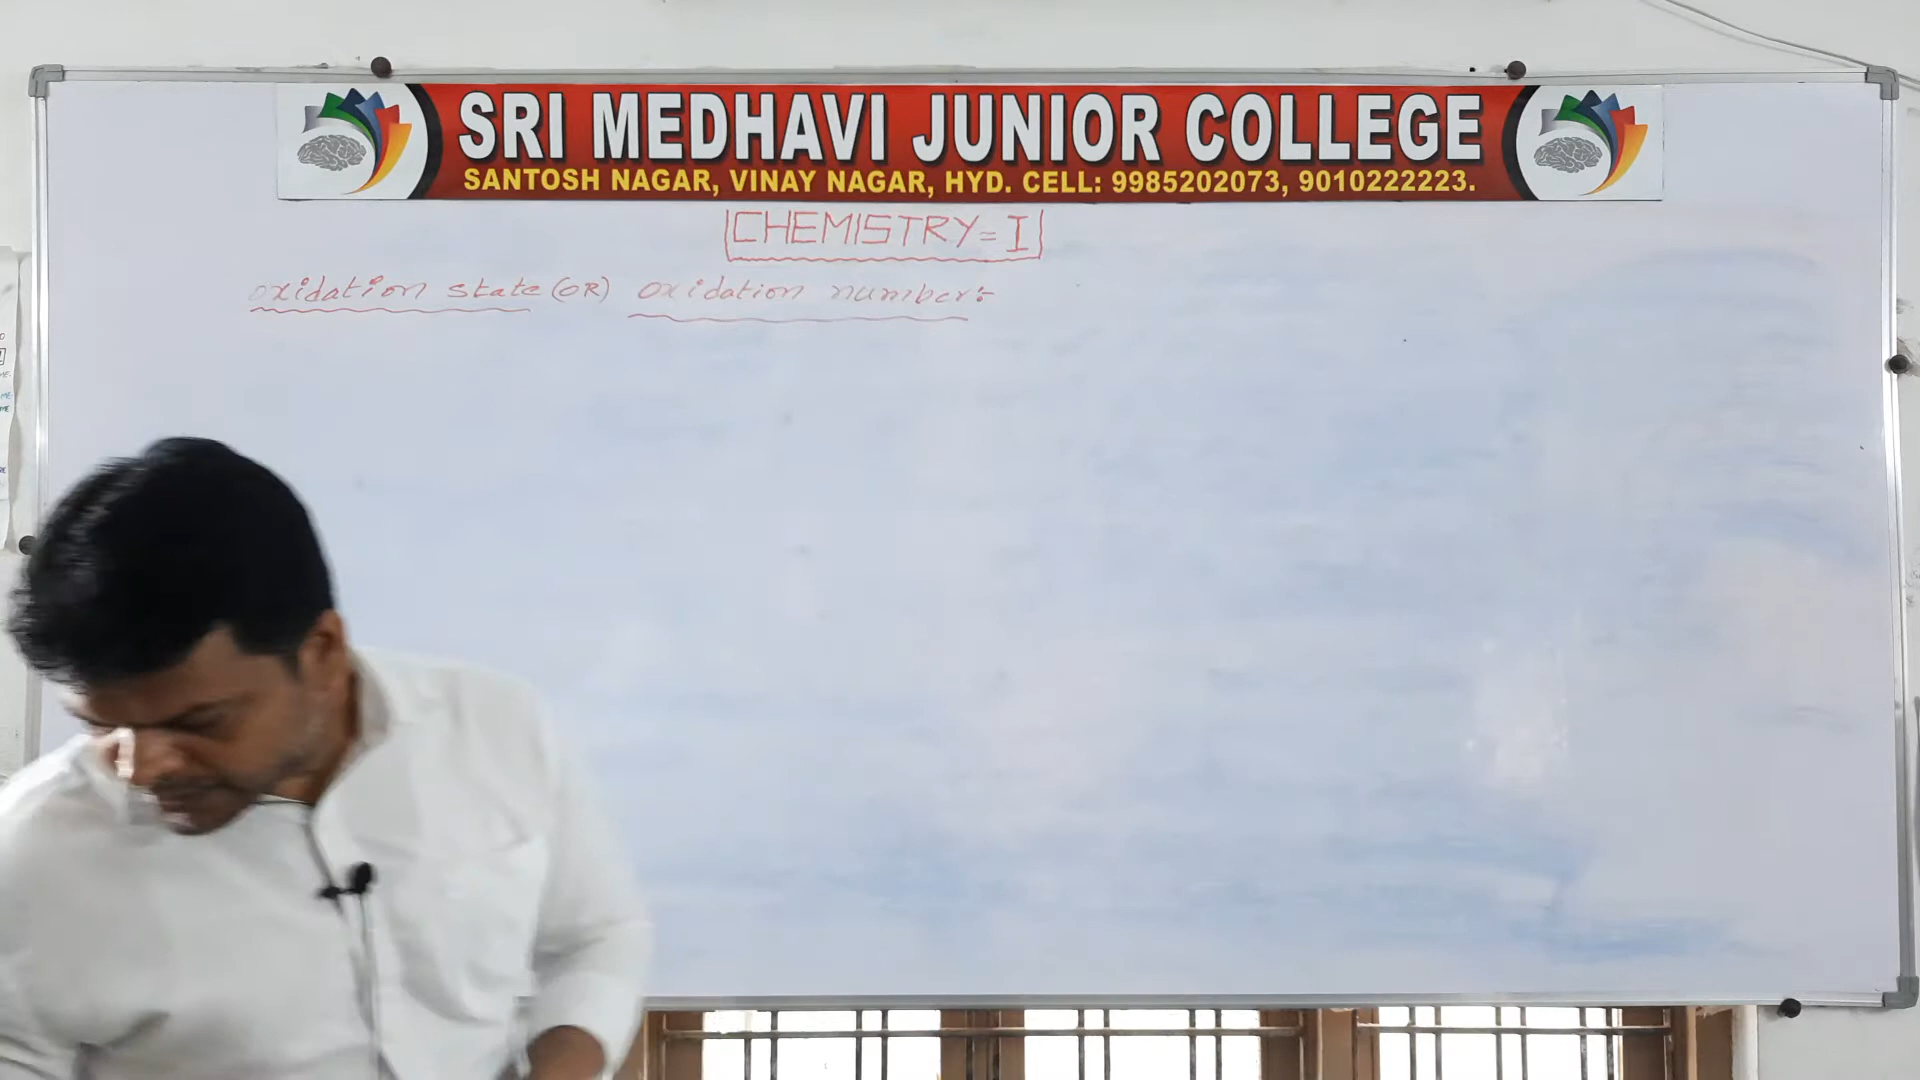 SRI MEDHAVI JUNIOR COLLEGE
SANTOSH NAGAR, VINAY NAGAR, HYD. CELL: 9985202073, 9010222223.
CHEMISTRY=I
oxidation state (OR) oxidation number:-